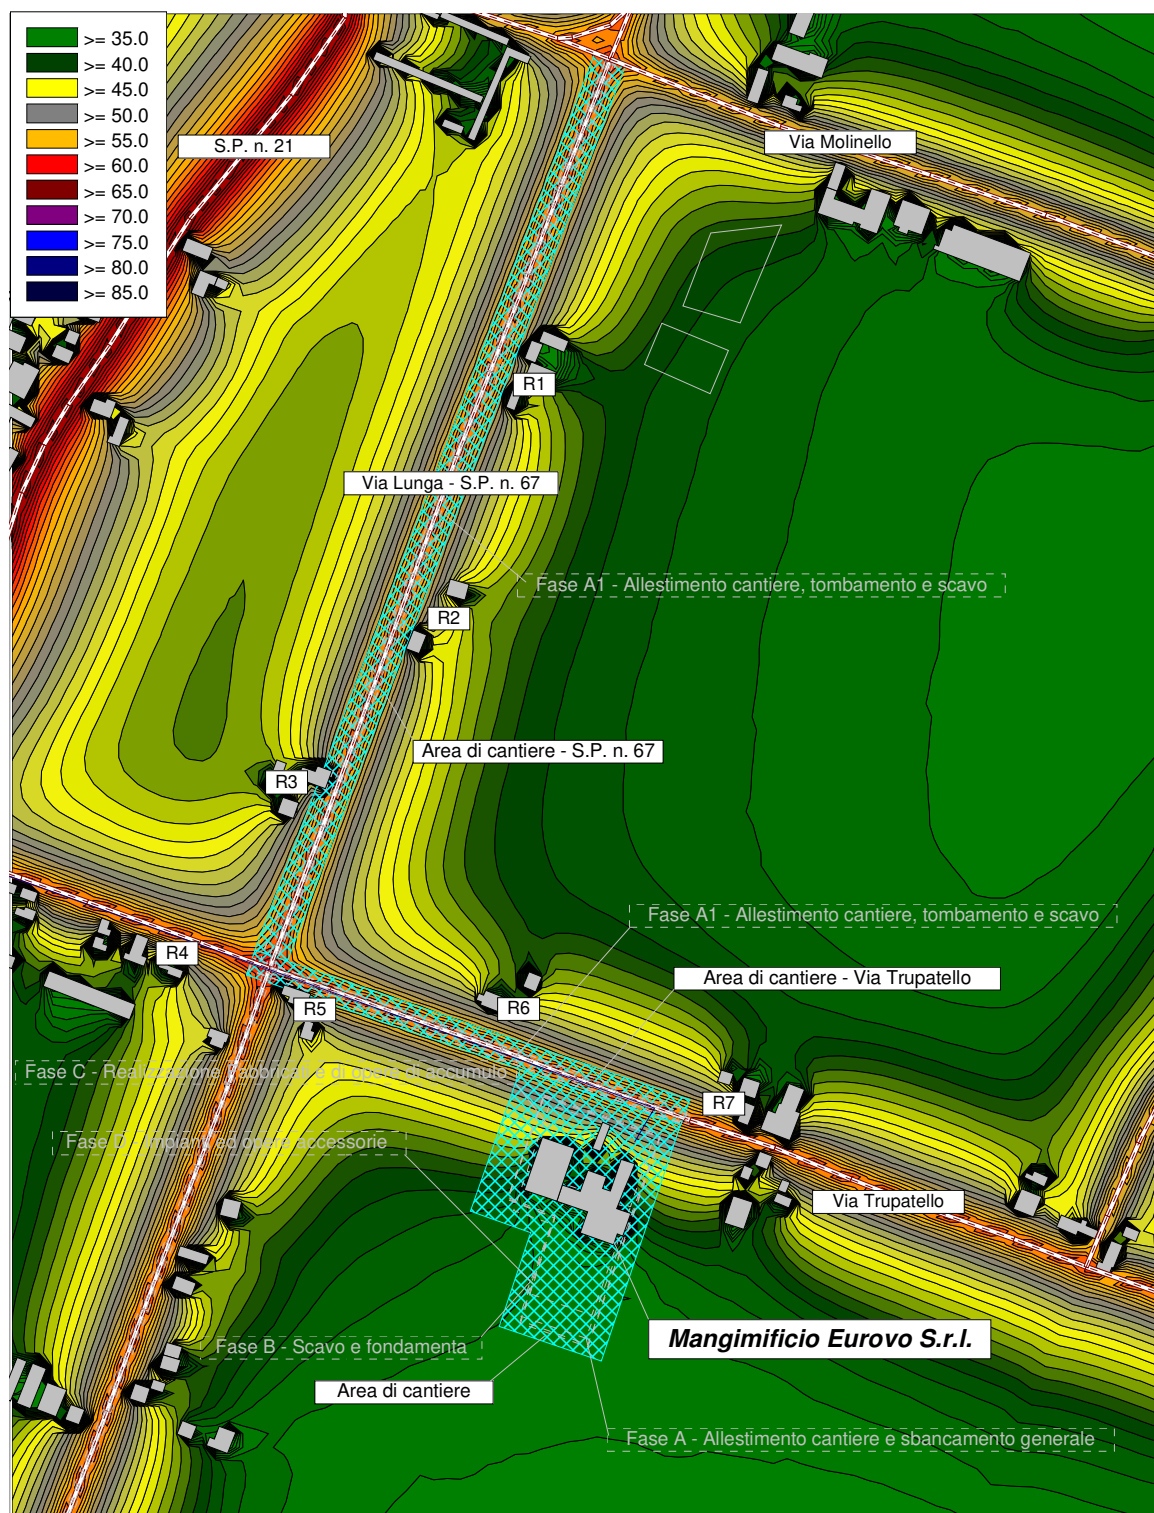 >= 35.0
>= 40.0
>= 45.0
>= 50.0
>= 55.0
>= 60.0
>= 65.0
>= 70.0
>= 75.0
>= 80.0
>= 85.0
S.P. n. 21
Via Molinello
R1
Via Lunga - S.P. n. 67
Fase A1 - Allestimento cantiere, tombamento e scavo
R2
Area di cantiere - S.P. n. 67
R3
Fase A1 - Allestimento cantiere, tombamento e scavo
R4
Area di cantiere - Via Trupatello
R5
R6
Fase C - Realizzazione Fabbricati e di opere di accumulo
R7
Fase D - Impianti ed opere accessorie
Via Trupatello
Fase B - Scavo e fondamenta
Mangimificio Eurovo S.r.l.
Area di cantiere
Fase A - Allestimento cantiere e sbancamento generale